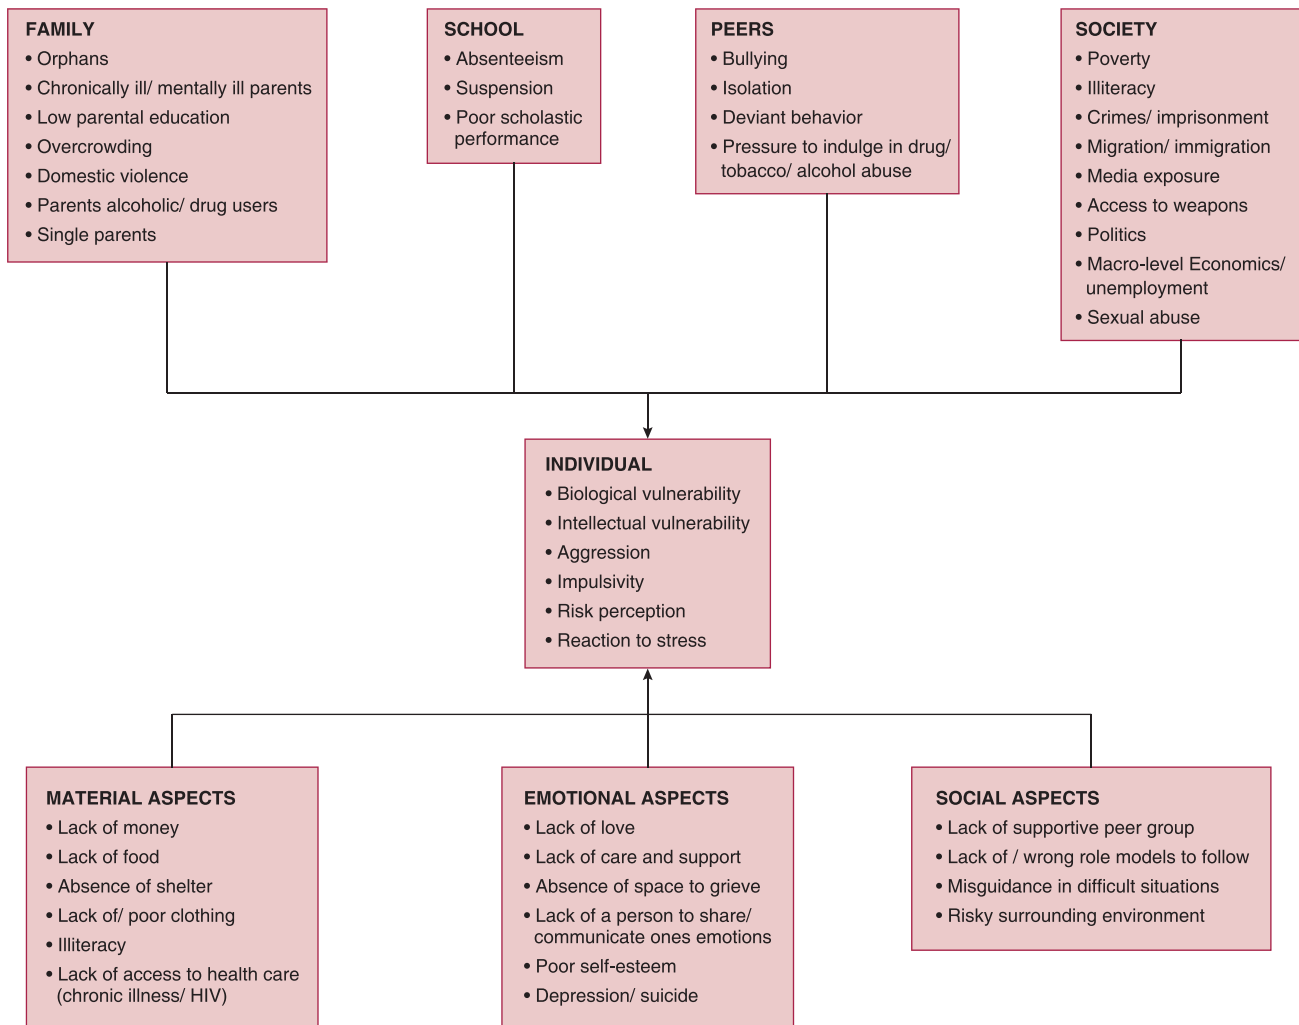 FAMILY
• Orphans
• Chronically ill/ mentally ill parents
• Low parental education
• Overcrowding
• Domestic violence
• Parents alcoholic/ drug users
• Single parents
SCHOOL
• Absenteeism
• Suspension
• Poor scholastic
performance
PEERS
• Bullying
• Isolation
• Deviant behavior
• Pressure to indulge in drug/
tobacco/ alcohol abuse
SOCIETY
• Poverty
• Illiteracy
• Crimes/ imprisonment
• Migration/ immigration
• Media exposure
• Access to weapons
• Politics
• Macro-level Economics/
unemployment
• Sexual abuse
INDIVIDUAL
• Biological vulnerability
• Intellectual vulnerability
• Aggression
• Impulsivity
• Risk perception
• Reaction to stress
MATERIAL ASPECTS
• Lack of money
• Lack of food
• Absence of shelter
• Lack of/ poor clothing
• Illiteracy
• Lack of access to health care
(chronic illness/ HIV)
EMOTIONAL ASPECTS
• Lack of love
• Lack of care and support
• Absence of space to grieve
• Lack of a person to share/
communicate ones emotions
• Poor self-esteem
• Depression/ suicide
SOCIAL ASPECTS
• Lack of supportive peer group
• Lack of / wrong role models to follow
• Misguidance in difficult situations
• Risky surrounding environment